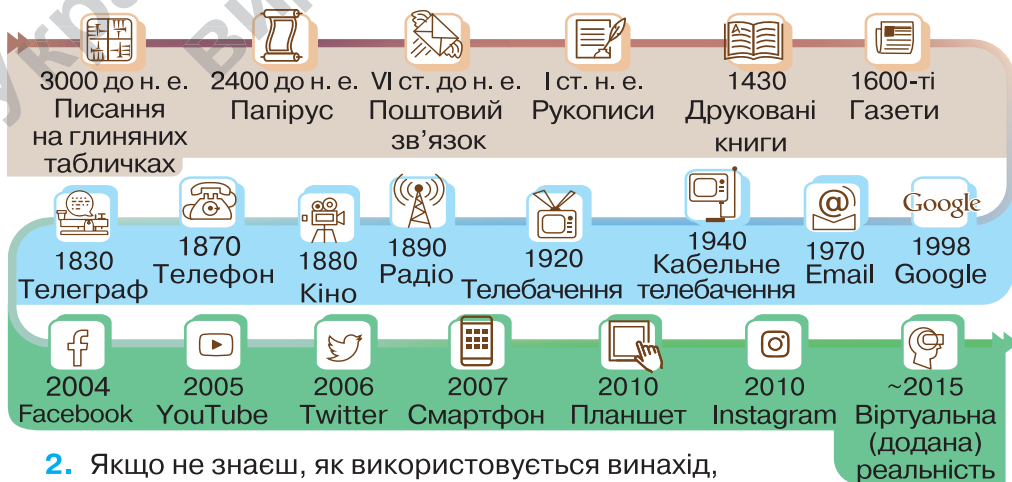 3000 до н. е.
Писання
на глиняних
табличках
2400 до н. е.
Папірус
VI ст. до н. е.
Поштовий
зв’язок
I ст. н. е.
Рукописи
1430
Друковані
книги
1600-ті
Газети
1830
Телеграф
1870
Телефон
1880
Кіно
1890
Радіо
1920
Телебачення
1940
Кабельне
телебачення
@
1970
Email
Google
1998
Google
2004
Facebook
2005
YouTube
2006
Twitter
2007
Смартфон
2010
Планшет
2010
Instagram
~2015
Віртуальна
(додана)
реальність
2. Якщо не знаєш, як використовується винахід,